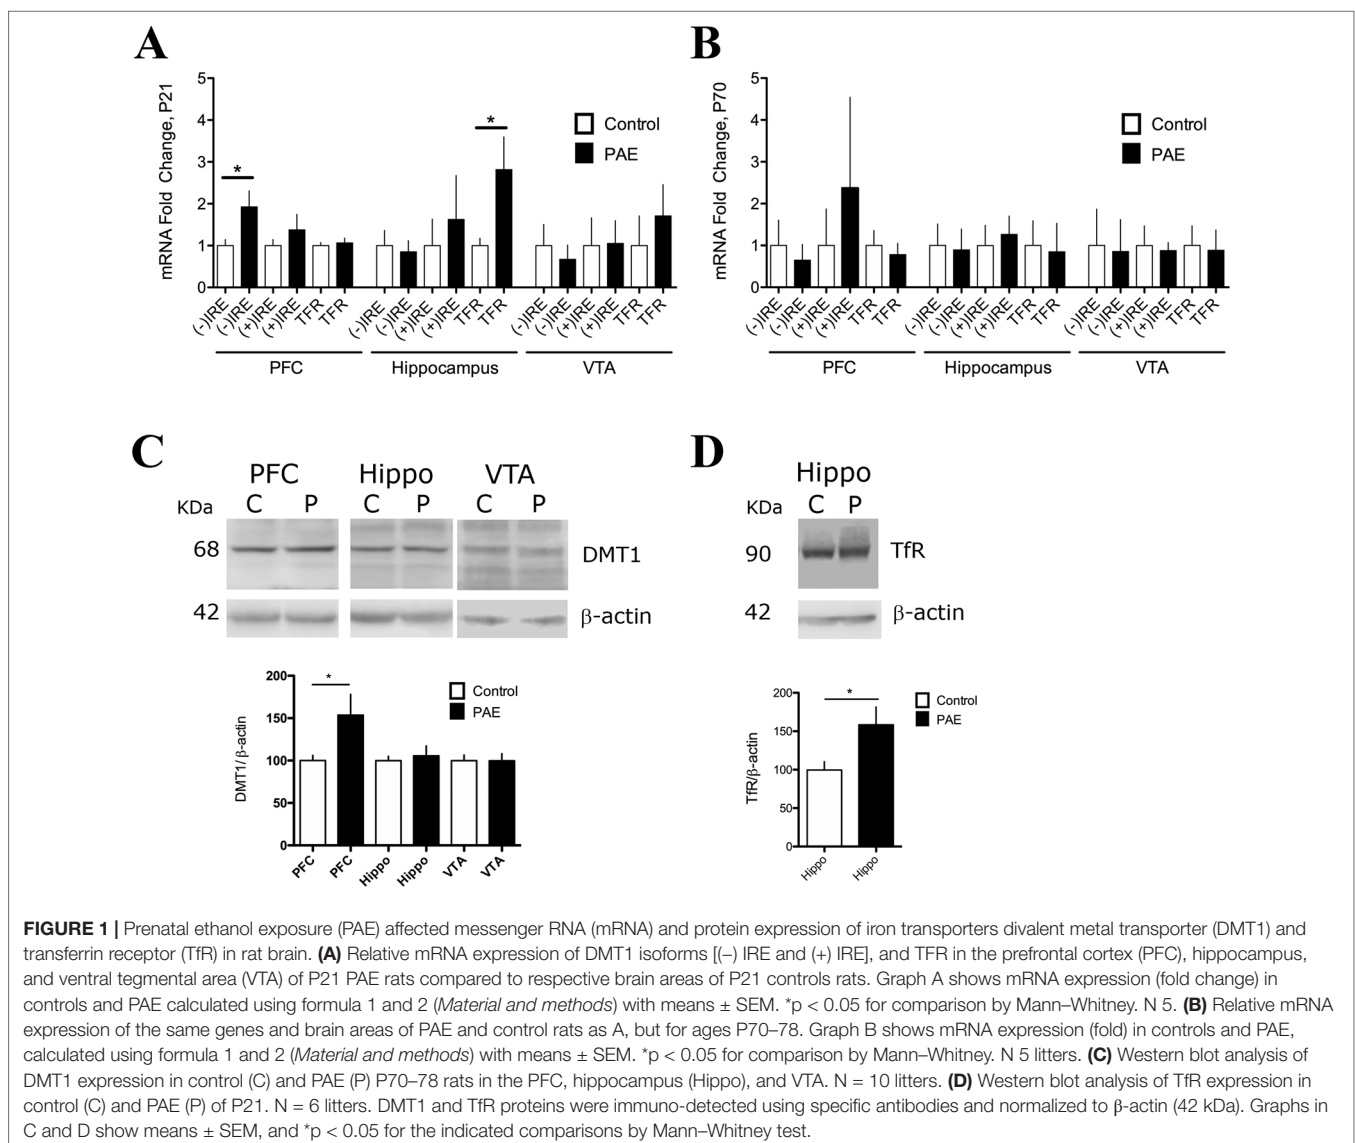 A
B
mRNA Fold Change, P21
5
4
3
2
1
0
*
*
Control
PAE
(-)IRE
(-)IRE
(+)IRE
(+)IRE
TFR
TFR
(-)IRE
(-)IRE
(+)IRE
(+)IRE
TFR
TFR
(-)IRE
(-)IRE
(+)IRE
(+)IRE
TFR
TFR
PFC
Hippocampus
VTA
mRNA Fold Change, P70
5
4
3
2
1
0
Control
PAE
(-)IRE
(-)IRE
(+)IRE
(+)IRE
TFR
TFR
(-)IRE
(-)IRE
(+)IRE
(+)IRE
TFR
TFR
(-)IRE
(-)IRE
(+)IRE
(+)IRE
TFR
TFR
PFC
Hippocampus
VTA
C
PFC Hippo VTA
KDa C P C P C P
68 DMT1
42 β-actin
DMT1/ β-actin
200
150
100
50
0
*
Control
PAE
PFC
PFC
Hippo
Hippo
VTA
VTA
D
Hippo
KDa C P
90 TfR
42 β-actin
TfR/β-actin
200
150
100
50
0
*
Control
PAE
Hippo
Hippo
FIGURE 1 | Prenatal ethanol exposure (PAE) affected messenger RNA (mRNA) and protein expression of iron transporters divalent metal transporter (DMT1) and
transferrin receptor (TfR) in rat brain. (A) Relative mRNA expression of DMT1 isoforms [(−) IRE and (+) IRE], and TFR in the prefrontal cortex (PFC), hippocampus,
and ventral tegmental area (VTA) of P21 PAE rats compared to respective brain areas of P21 controls rats. Graph A shows mRNA expression (fold change) in
controls and PAE calculated using formula 1 and 2 (Material and methods) with means ± SEM. *p < 0.05 for comparison by Mann–Whitney. N 5. (B) Relative mRNA
expression of the same genes and brain areas of PAE and control rats as A, but for ages P70–78. Graph B shows mRNA expression (fold) in controls and PAE,
calculated using formula 1 and 2 (Material and methods) with means ± SEM. *p < 0.05 for comparison by Mann–Whitney. N 5 litters. (C) Western blot analysis of
DMT1 expression in control (C) and PAE (P) P70–78 rats in the PFC, hippocampus (Hippo), and VTA. N = 10 litters. (D) Western blot analysis of TfR expression in
control (C) and PAE (P) of P21. N = 6 litters. DMT1 and TfR proteins were immuno-detected using specific antibodies and normalized to β-actin (42 kDa). Graphs in
C and D show means ± SEM, and *p < 0.05 for the indicated comparisons by Mann–Whitney test.